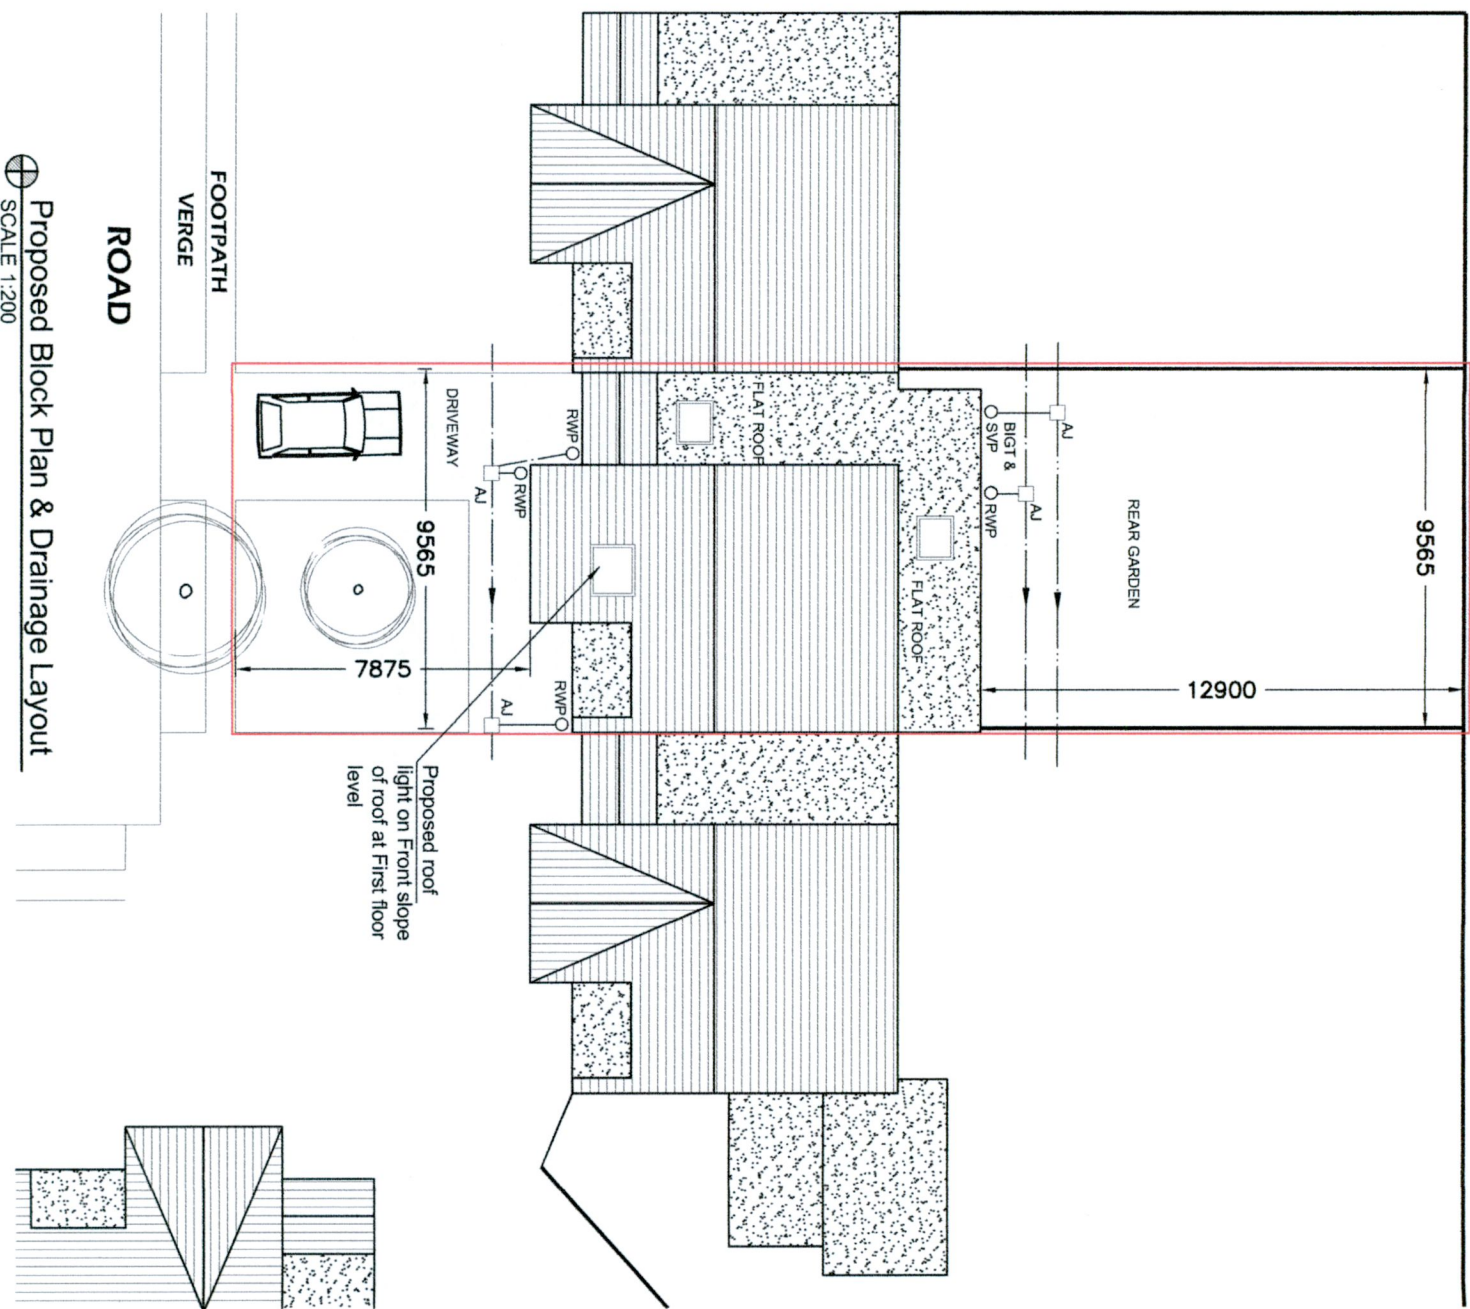 REAR GARDEN
9565
12900
AJ
AJ
BIGT &
SVP
RWP
FLAT ROOF
FLAT ROOF
RWP
RWP
RWP
AJ
AJ
DRIVEWAY
9565
7875
Proposed roof
light on Front slope
of roof at First floor
level
FOOTPATH
VERGE
ROAD
Proposed Block Plan & Drainage Layout
SCALE 1:200